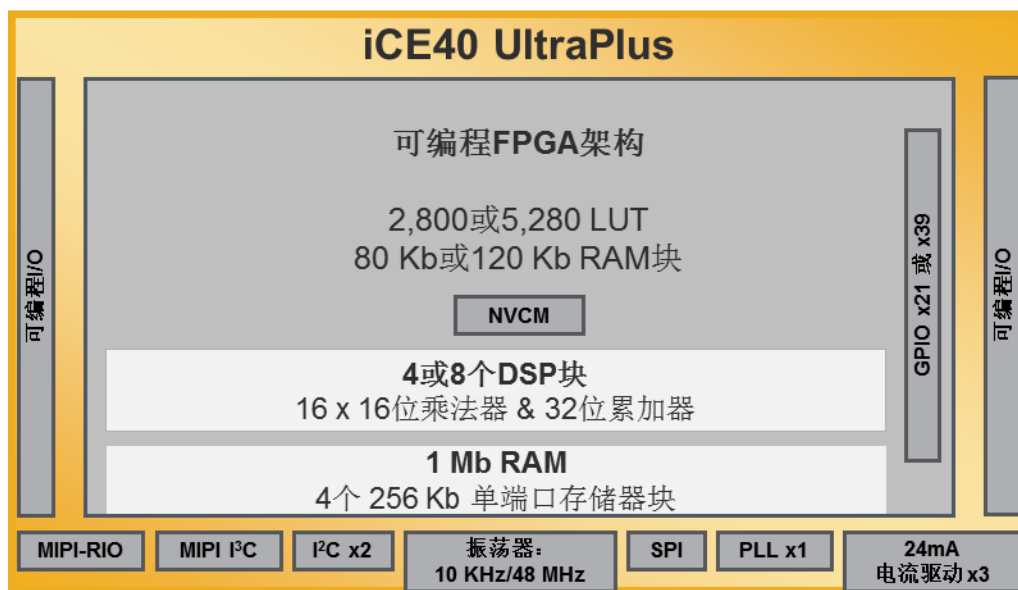 iCE40 UltraPlus
可编程I/O
可编程FPGA架构
2,800或5,280 LUT
80 Kb或120 Kb RAM块
NVCM
4或8个DSP块
16 x 16位乘法器 & 32位累加器
1 Mb RAM
4个 256 Kb 单端口存储器块
GPIO x21 或 x39
可编程I/O
MIPI-RIO
MIPI I³C
I²C x2
振荡器：
10 KHz/48 MHz
SPI
PLL x1
24mA
电流驱动 x3